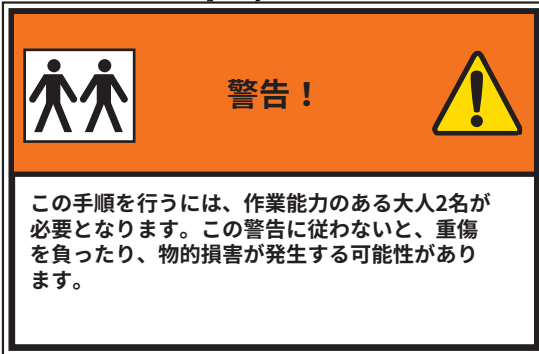 警告！
この手順を行うには、作業能力のある大人2名が
必要となります。この警告に従わないと、重傷
を負ったり、物的損害が発生する可能性があり
ます。